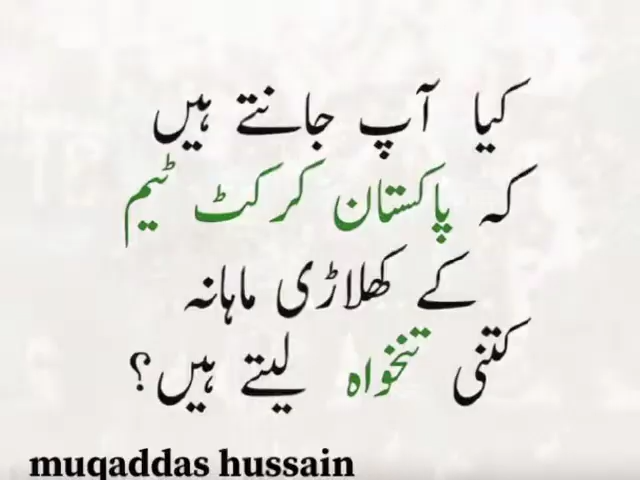 کیا آپ جانتے ہیں
کہ پاکستان کرکٹ ٹیم
کے کھلاڑی ماہانہ
کتنی تنخواہ لیتے ہیں؟
muqaddas hussain